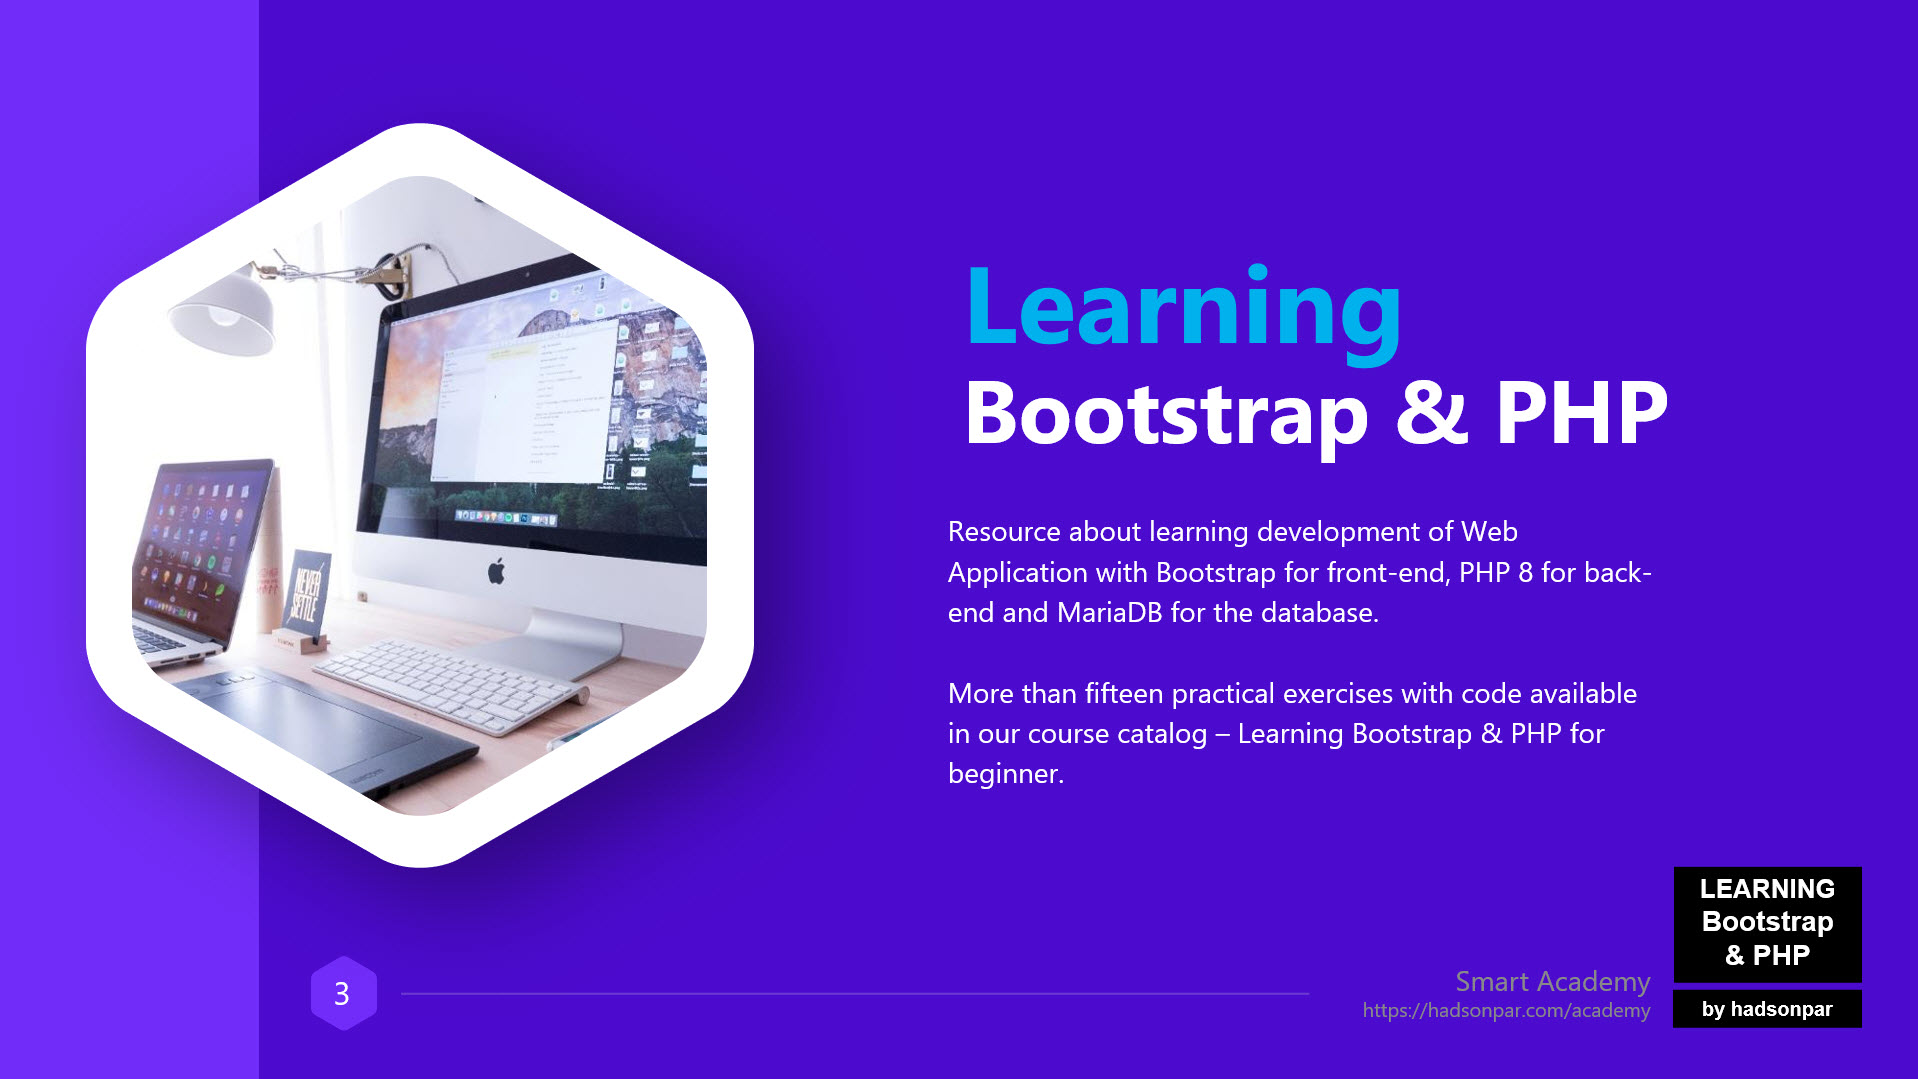 Learning
Bootstrap & PHP
Resource about learning development of Web
Application with Bootstrap for front-end, PHP 8 for back-
end and MariaDB for the database.
More than fifteen practical exercises with code available
in our course catalog – Learning Bootstrap & PHP for
beginner.
NEVER
SETTLE
3
Smart Academy
https://hadsonpar.com/academy
LEARNING
Bootstrap
& PHP
by hadsonpar